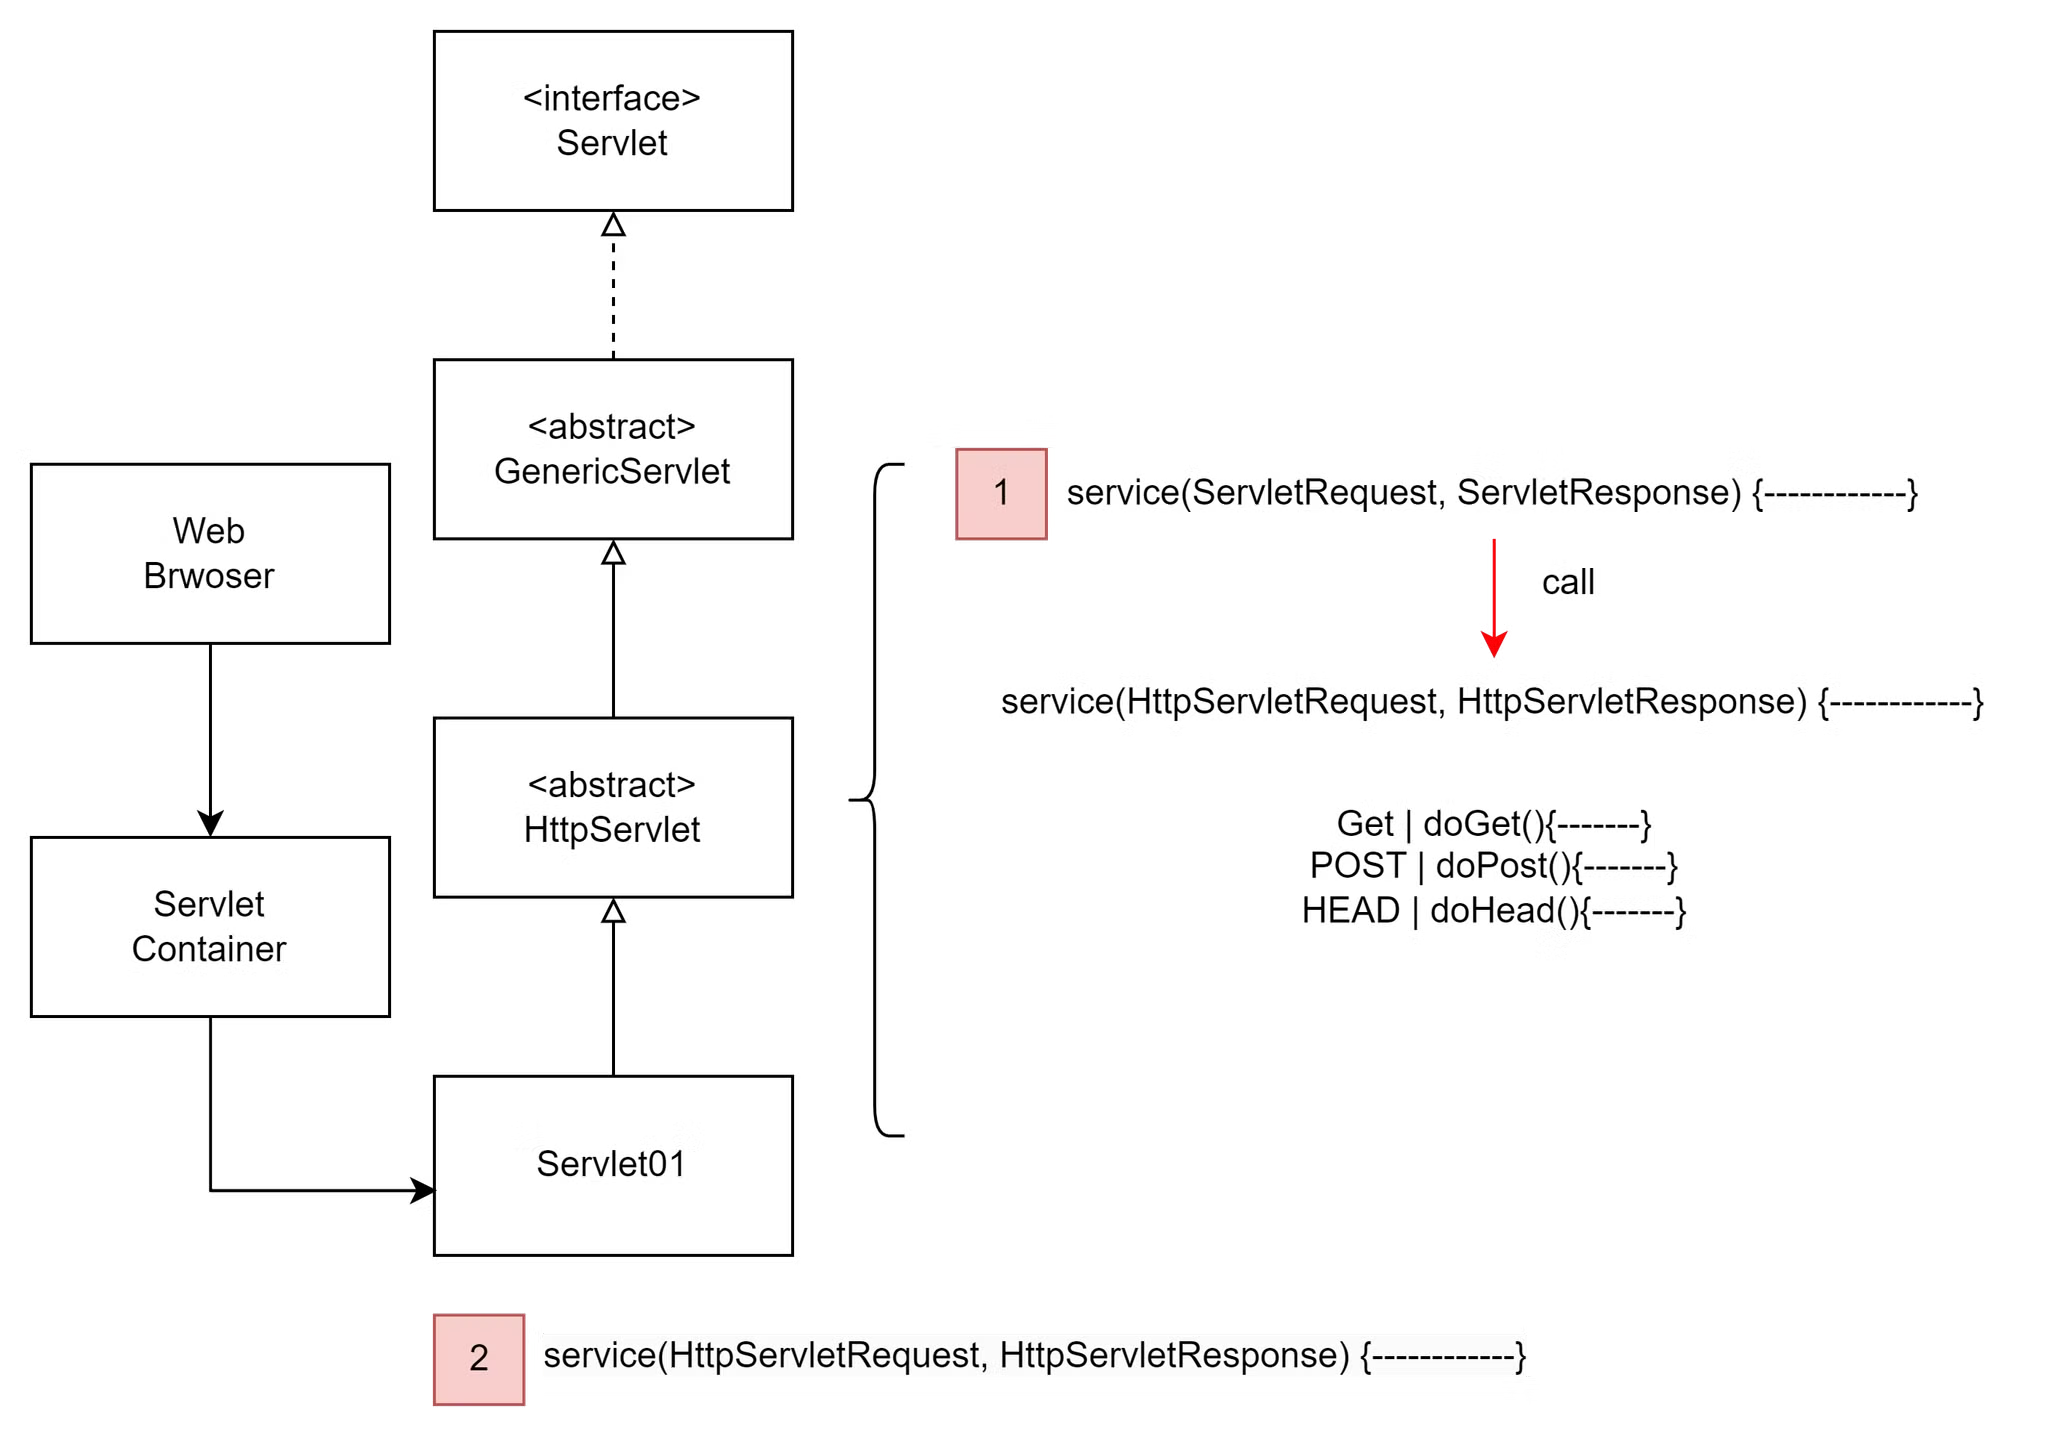 <interface>
Servlet
<abstract>
GenericServlet
Web
Brwoser
<abstract>
HttpServlet
Servlet
Container
Servlet01
1
service(ServletRequest, ServletResponse) {------------}
call
service(HttpServletRequest, HttpServletResponse) {------------}
Get | doGet(){-------}
POST | doPost(){-------}
HEAD | doHead(){-------}
2
service(HttpServletRequest, HttpServletResponse) {------------}